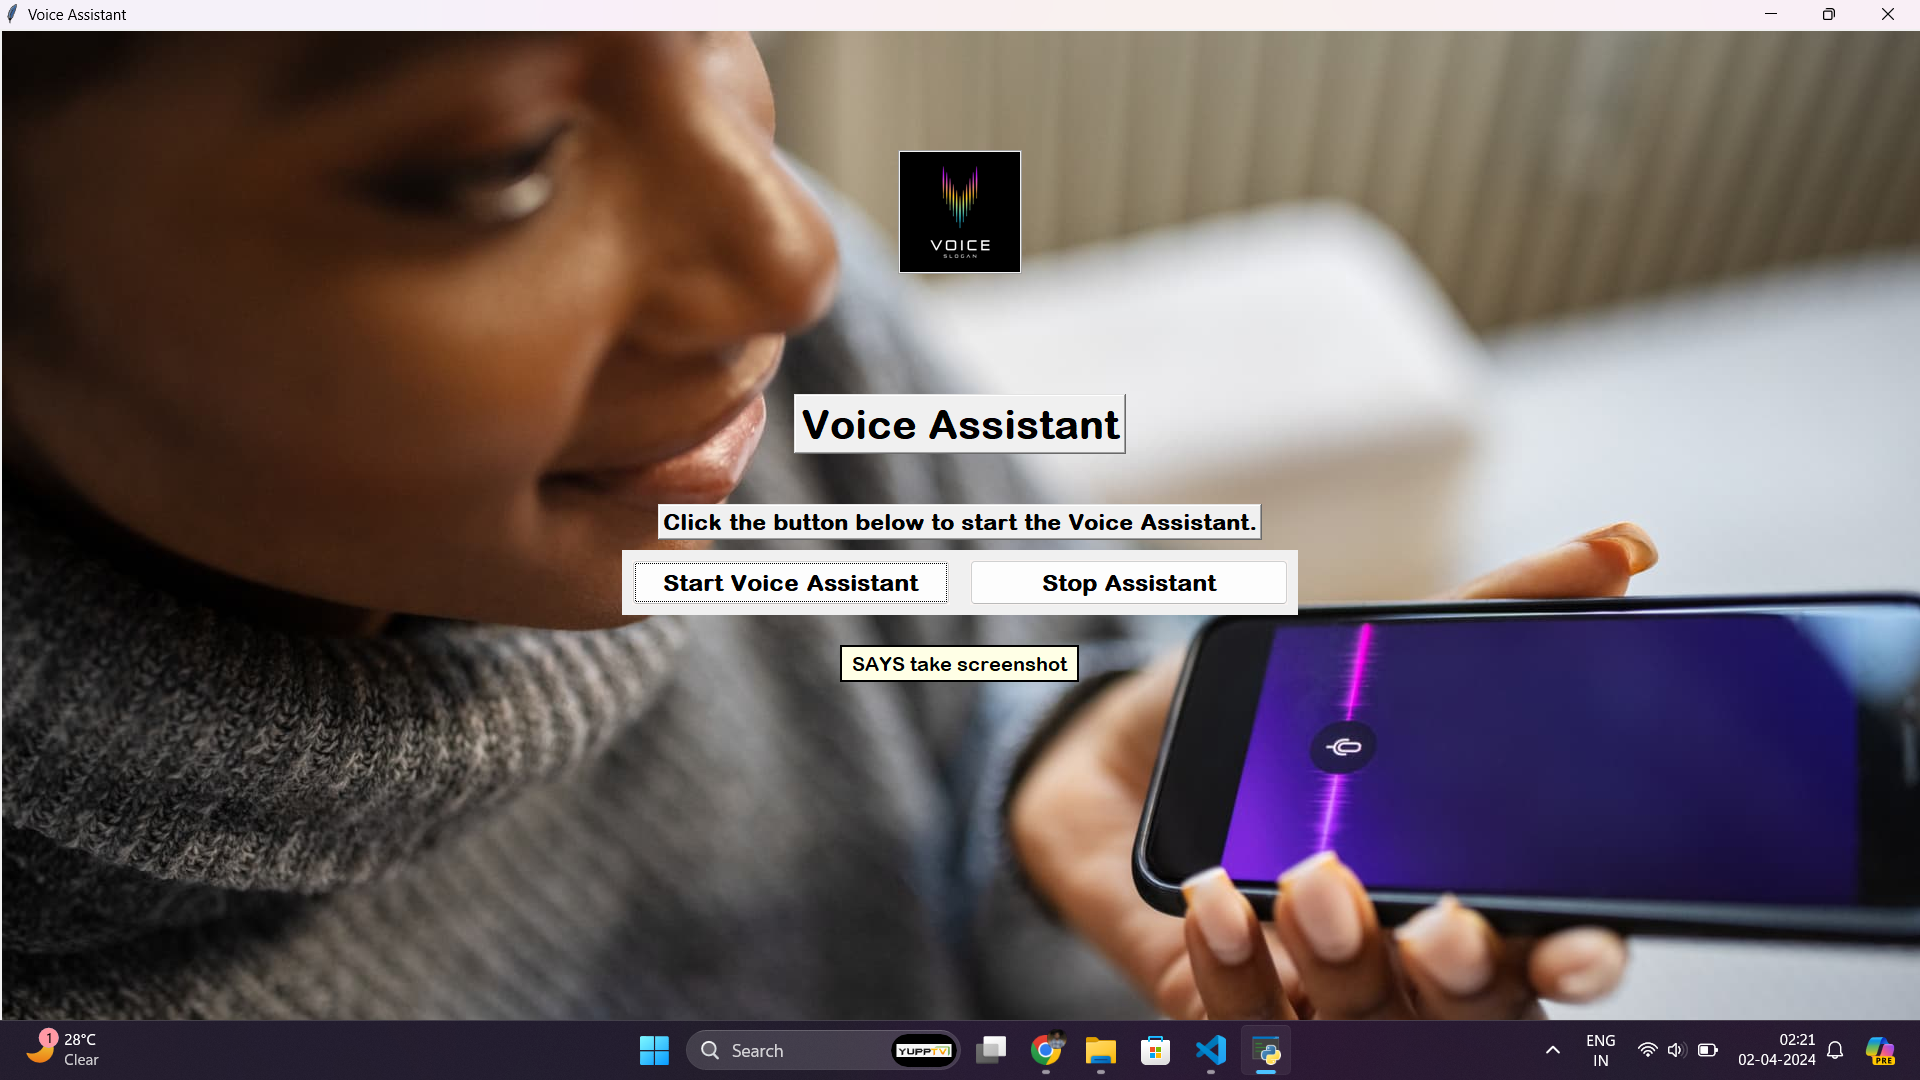 Voice Assistant
VOICE
SLOGAN
Voice Assistant
Click the button below to start the Voice Assistant.
Start Voice Assistant
Stop Assistant
SAYS take screenshot
1
28°C
Clear
Search
YUPPTV
ENG
IN
02:21
02-04-2024
PRE